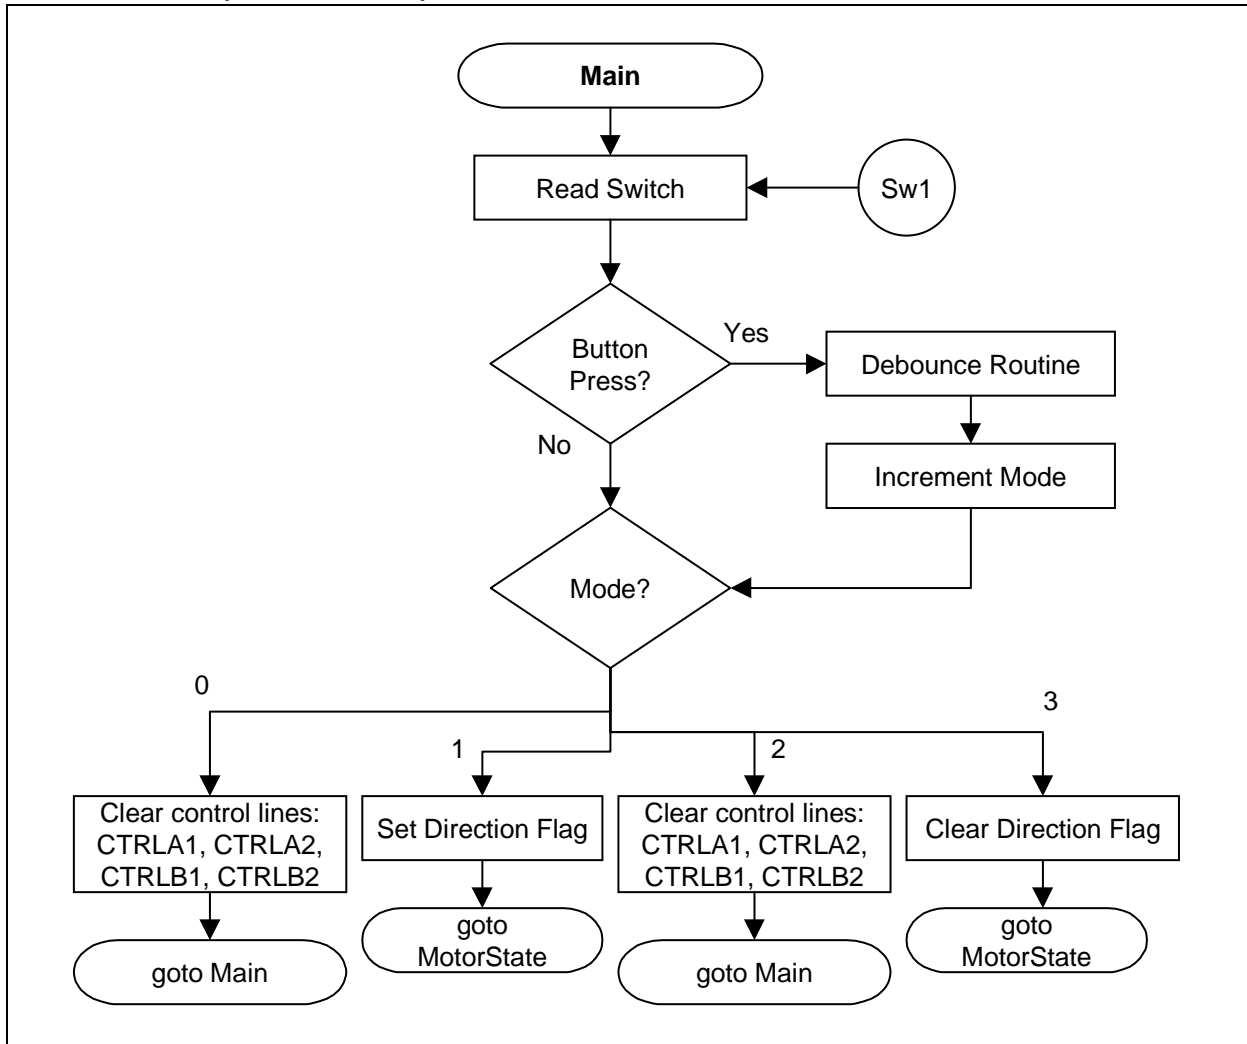 Main
Read Switch
Sw1
Button
Press?
Yes
Debounce Routine
No
Increment Mode
Mode?
0
1
2
3
Clear control lines:
CTRLA1, CTRLA2,
CTRLB1, CTRLB2
Set Direction Flag
Clear control lines:
CTRLA1, CTRLA2,
CTRLB1, CTRLB2
Clear Direction Flag
goto Main
goto
MotorState
goto Main
goto
MotorState